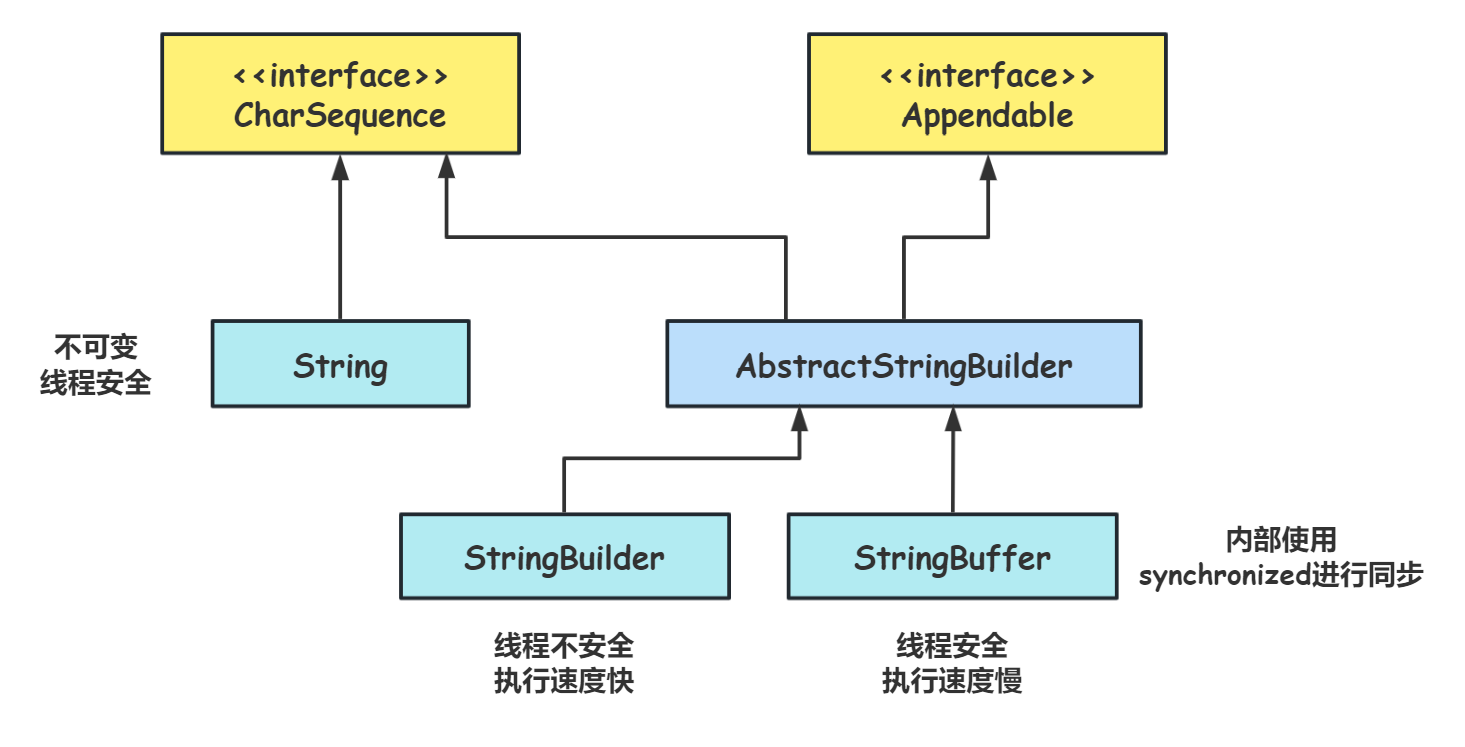 <<interface>>
CharSequence
<<interface>>
Appendable
不可变
线程安全
String
AbstractStringBuilder
StringBuilder
StringBuffer
内部使用
synchronized进行同步
线程不安全
执行速度快
线程安全
执行速度慢